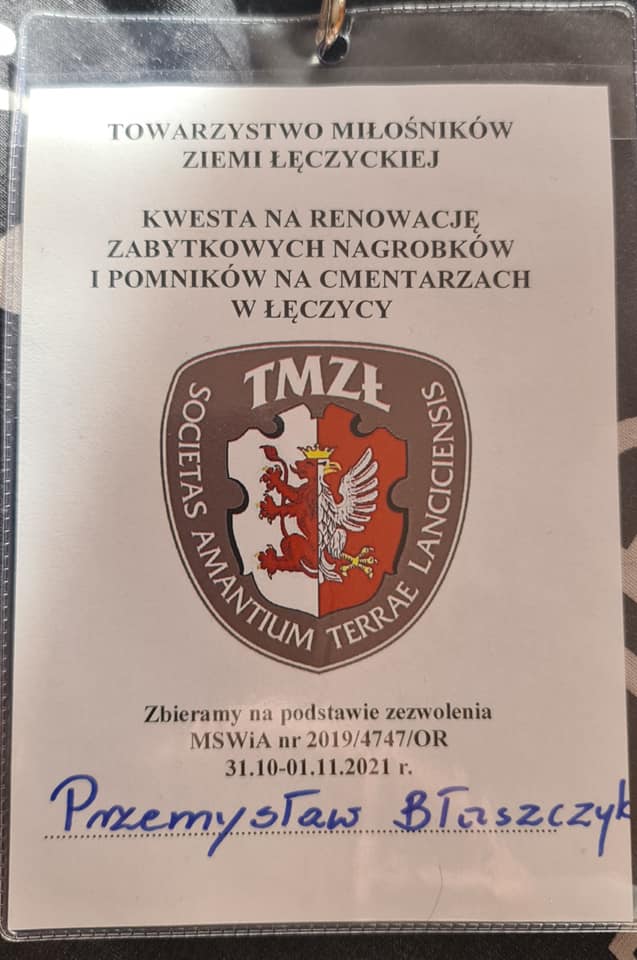 TOWARZYSTWO MIŁOŚNIKÓW
ZIEMI ŁĘCZYCKIEJ
KWESTA NA RENOWACJĘ
ZABYTKOWYCH NAGROBKÓW
I POMNIKÓW NA CMENTARZACH
W ŁĘCZYCY
TMZŁ
SOCIETAS AMANTIUM TERRAE LANCICIENSIS
Zbieramy na podstawie zezwolenia
MSWiA nr 2019/4747/OR
31.10-01.11.2021 r.
Przemysław Błaszczyk